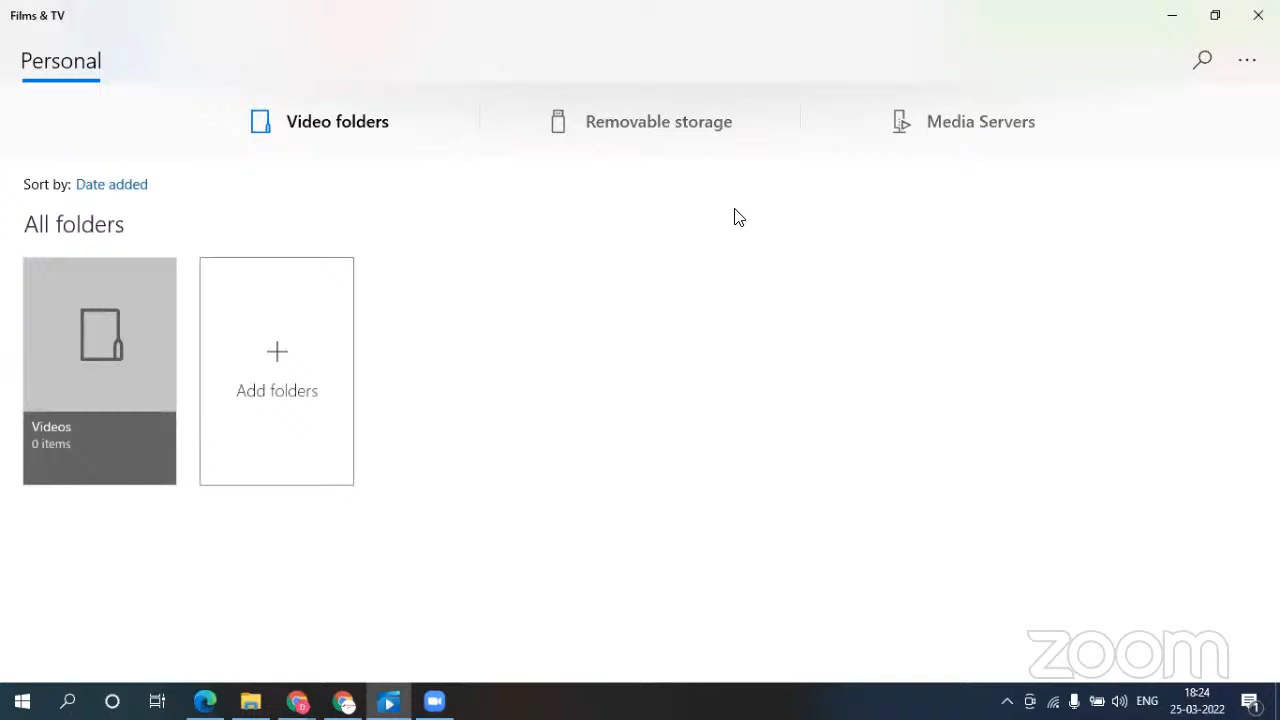 Films & TV
Personal
Video folders
Removable storage
Media Servers
Sort by: Date added
All folders
Videos
0 items
Add folders
zoom
D
ENG
18:24
25-03-2022
1